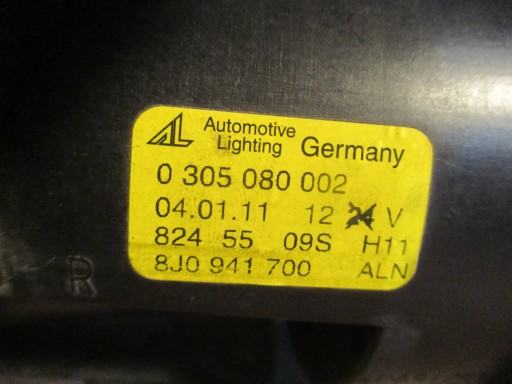 AL Automotive
Lighting Germany
0 305 080 002
04.01.11 12 24 V
824 55 09S H11
8J0 941 700 ALN
R